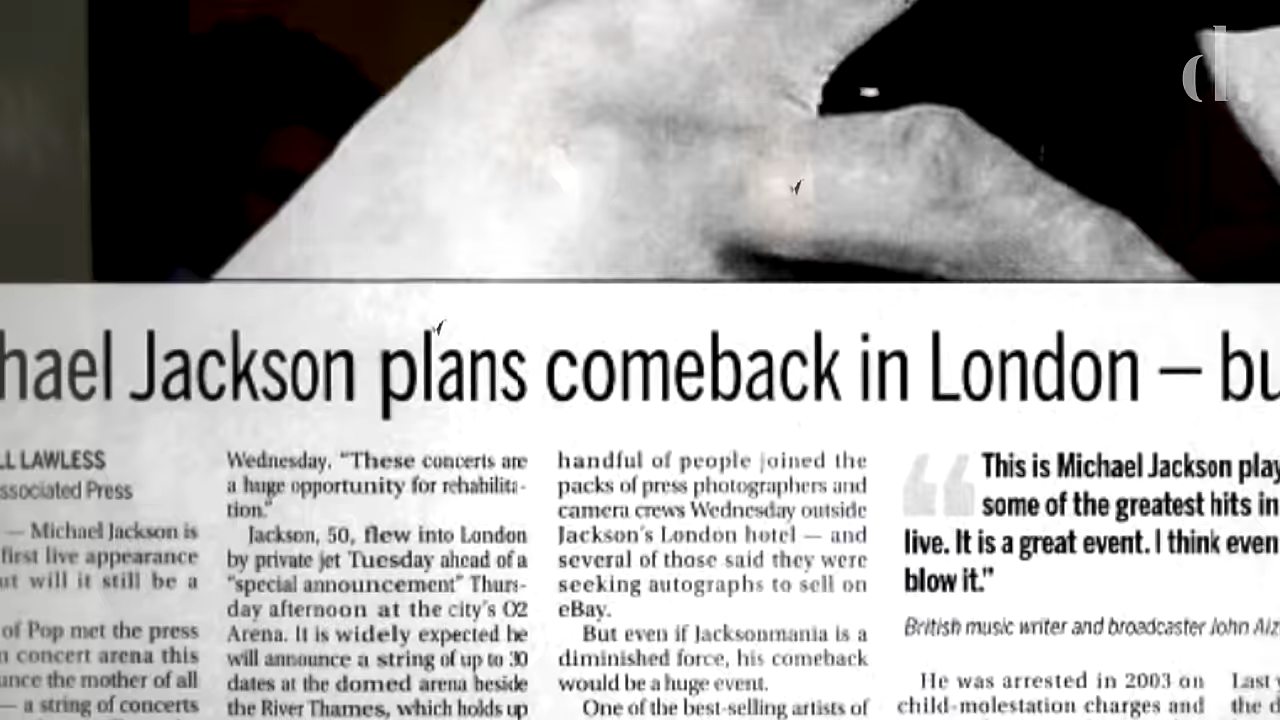 d
hael Jackson plans comeback in London – bu
LL LAWLESS
ssociated Press
— Michael Jackson is
first live appearance
ut will it still be a
of Pop met the press
n concert arena this
unce the mother of all
— a string of concerts
Wednesday. "These concerts are
a huge opportunity for rehabilita-
tion."
Jackson, 50, flew into London
by private jet Tuesday ahead of a
"special announcement" Thurs-
day afternoon at the city's O2
Arena. It is widely expected he
will announce a string of up to 30
dates at the domed arena beside
the River Thames, which holds up
handful of people joined the
packs of press photographers and
camera crews Wednesday outside
Jackson's London hotel — and
several of those said they were
seeking autographs to sell on
eBay.
But even if Jacksonmania is a
diminished force, his comeback
would be a huge event.
One of the best-selling artists of
“ This is Michael Jackson play
some of the greatest hits in
live. It is a great event. I think even
blow it.”
British music writer and broadcaster John Aiz
He was arrested in 2003 on
child-molestation charges and
Last
the